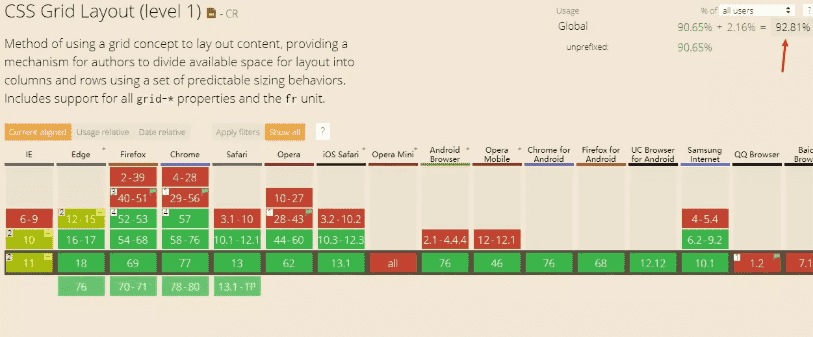 CSS Grid Layout (level 1) - CR
Usage % of all users ?
Global 90.65% + 2.16% = 92.81%
unprefixed: 90.65%
Method of using a grid concept to lay out content, providing a
mechanism for authors to divide available space for layout into
columns and rows using a set of predictable sizing behaviors.
Includes support for all grid-* properties and the fr unit.
Current aligned Usage relative Date relative Apply filters Show all ?
IE Edge Firefox Chrome Safari Opera iOS Safari Opera Mini Android Browser Opera Mobile Chrome for Android Firefox for Android UC Browser for Android Samsung Internet QQ Browser
2-39 4-28
40-51 29-56 10-27
6-9 12-15 52-53 57 3.1-10 28-43 3.2-10.2 4-5.4
10 16-17 54-68 58-76 10.1-12.1 44-60 10.3-12.3 2.1-4.4.4 12-12.1 6.2-9.2
11 18 69 77 13 62 13.1 all 76 46 76 68 12.12 10.1 1.2 7.1
76 70-71 78-80 13.1-TP